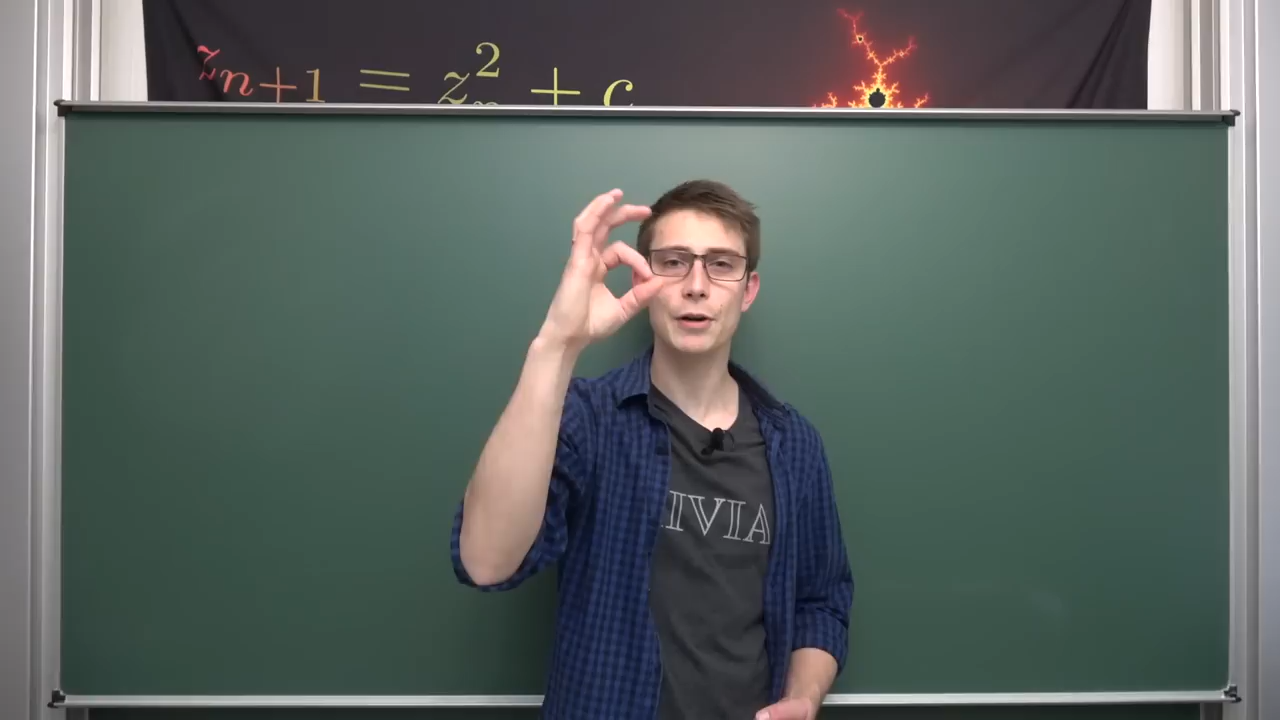 z_{n+1} = z_n^2 + c
IVIA